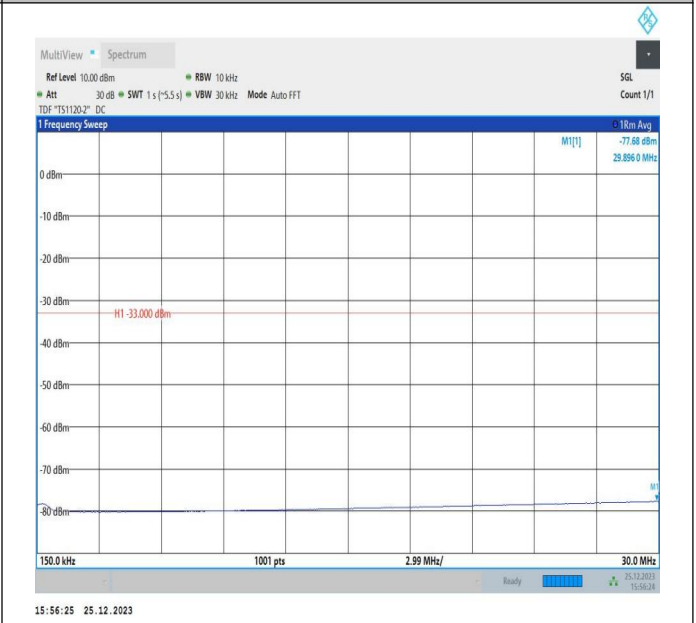 MultiView Spectrum
Ref Level 10.00 dBm RBW 10 kHz SGL
Att 30 dB SWT 1 s (~5.5 s) VBW 30 kHz Mode Auto FFT Count 1/1
TDF "TS1120-2" DC
1 Frequency Sweep 1Rm Avg
M1[1] -77.68 dBm
29.896 0 MHz
0 dBm
-10 dBm
-20 dBm
-30 dBm
H1 -33.000 dBm
-40 dBm
-50 dBm
-60 dBm
-70 dBm
M1
-80 dBm
150.0 kHz 1001 pts 2.99 MHz/ 30.0 MHz
Ready 25.12.2023
15:56:24
15:56:25 25.12.2023